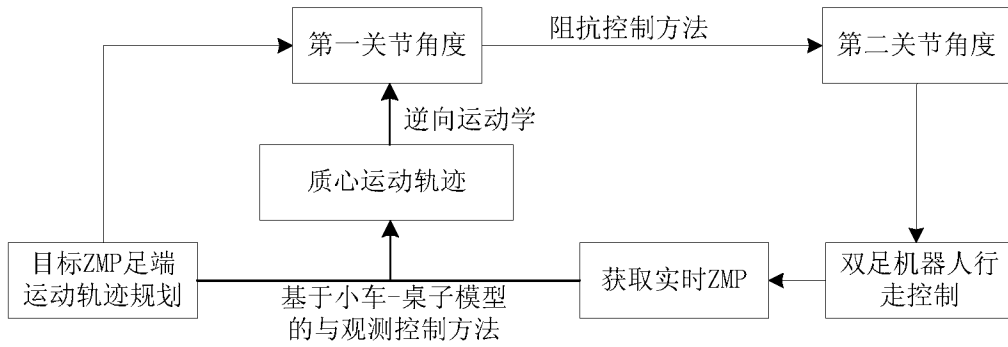 第一关节角度
阻抗控制方法
第二关节角度
逆向运动学
质心运动轨迹
目标ZMP足端
运动轨迹规划
基于小车-桌子模型
的与观测控制方法
获取实时ZMP
双足机器人行
走控制